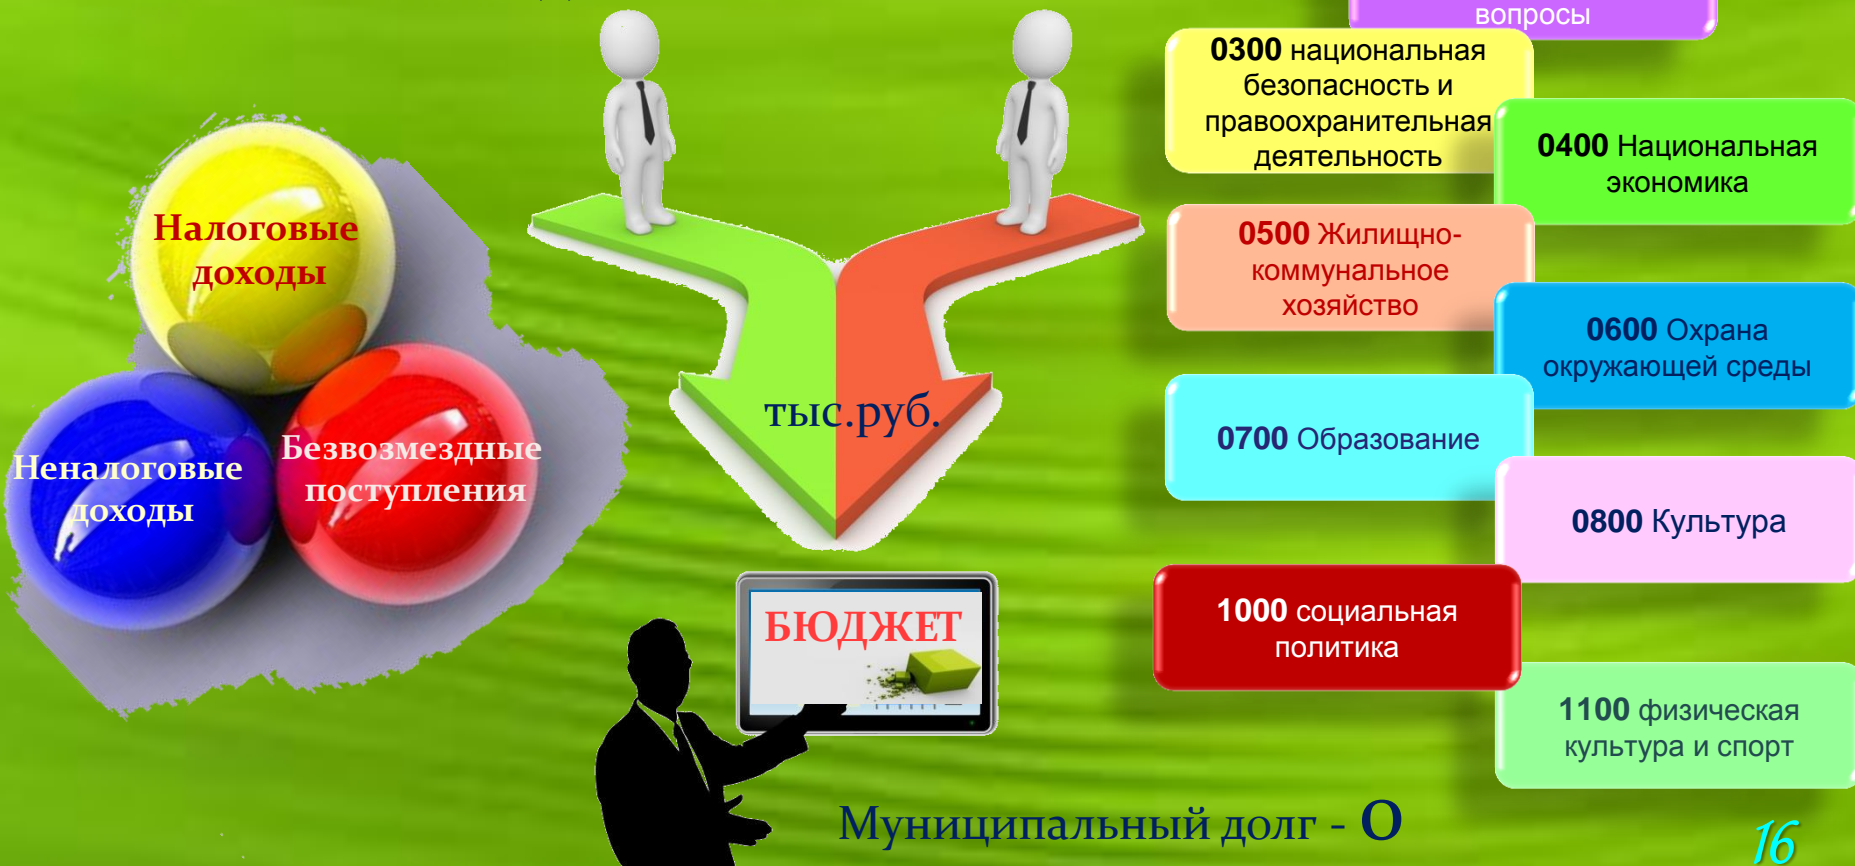 вопросы
0300 национальная
безопасность и
правоохранительная
деятельность
0400 Национальная
экономика
0500 Жилищно-
коммунальное
хозяйство
0600 Охрана
окружающей среды
0700 Образование
0800 Культура
1000 социальная
политика
1100 физическая
культура и спорт
Налоговые
доходы
Неналоговые
доходы
Безвозмездные
поступления
тыс.руб.
БЮДЖЕТ
Муниципальный долг - 0
16